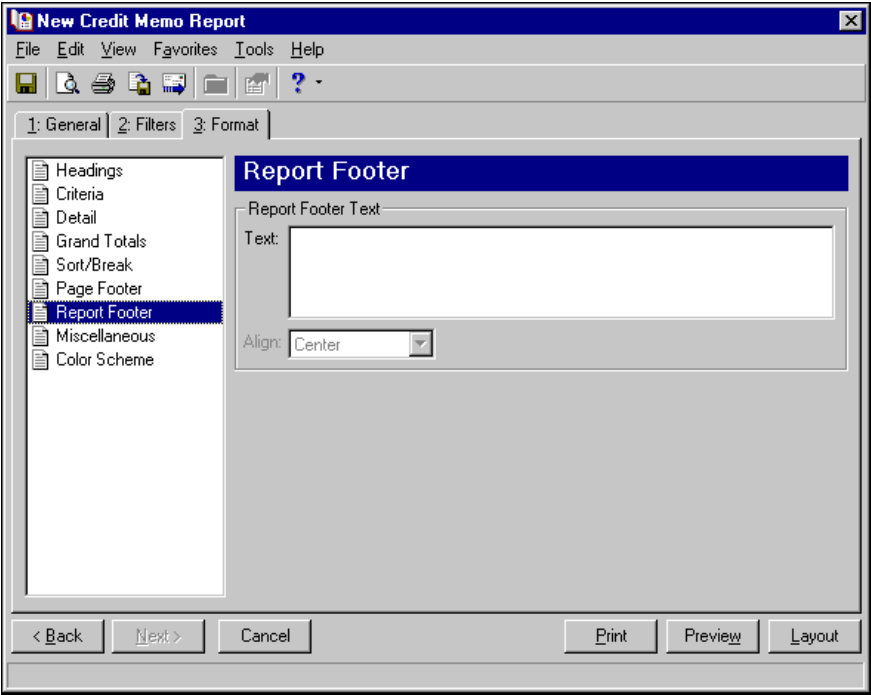 New Credit Memo Report
File Edit View Favorites Tools Help
?
1: General 2: Filters 3: Format
Headings
Criteria
Detail
Grand Totals
Sort/Break
Page Footer
Report Footer
Miscellaneous
Color Scheme
Report Footer
Report Footer Text
Text:
Align: Center
< Back Next > Cancel Print Preview Layout